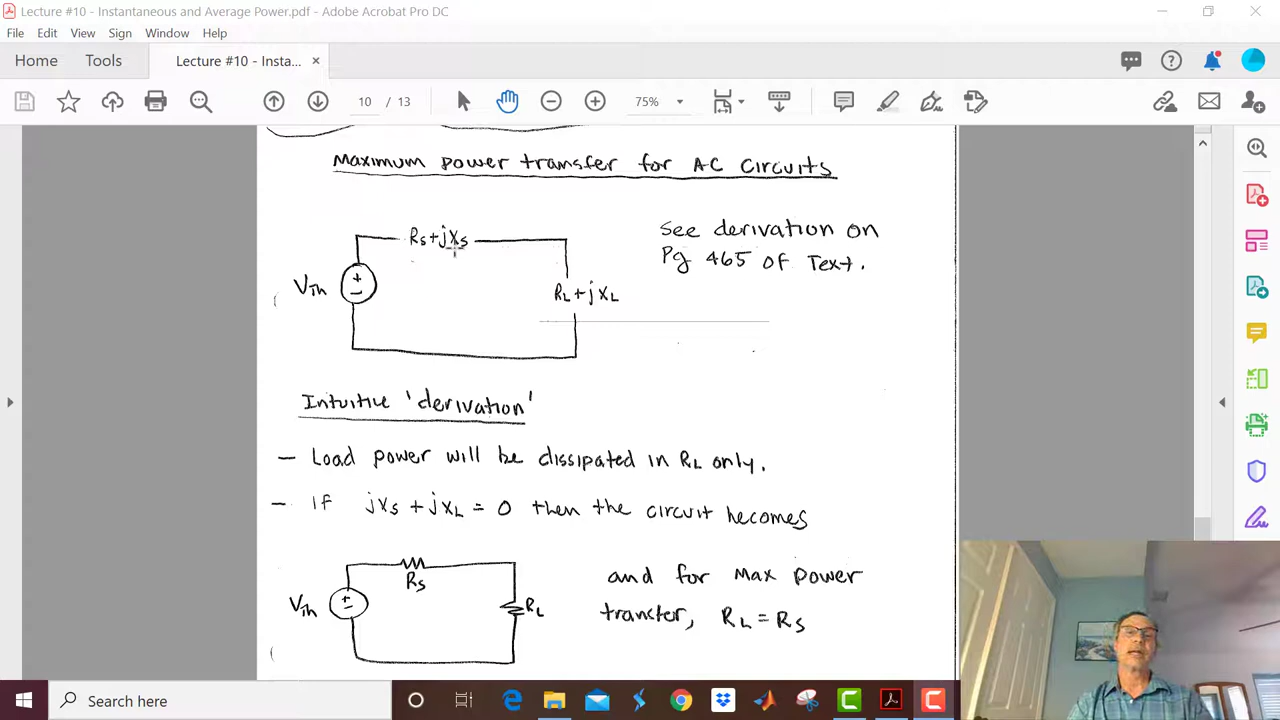 Lecture #10 - Instantaneous and Average Power.pdf - Adobe Acrobat Pro DC
File Edit View Sign Window Help
Home Tools Lecture #10 - Insta... ×
10 / 13 75%
Maximum power transfer for AC Circuits
Rs+jXs
See derivation on
Pg 465 of Text.
VTh
+
−
RL+jXL
Intuitive 'derivation'
— Load power will be dissipated in RL only.
— If jXs + jXL = 0 then the circuit becomes
Rs
and for Max power
VTh
+
−
RL
transfer, RL = Rs
Search here